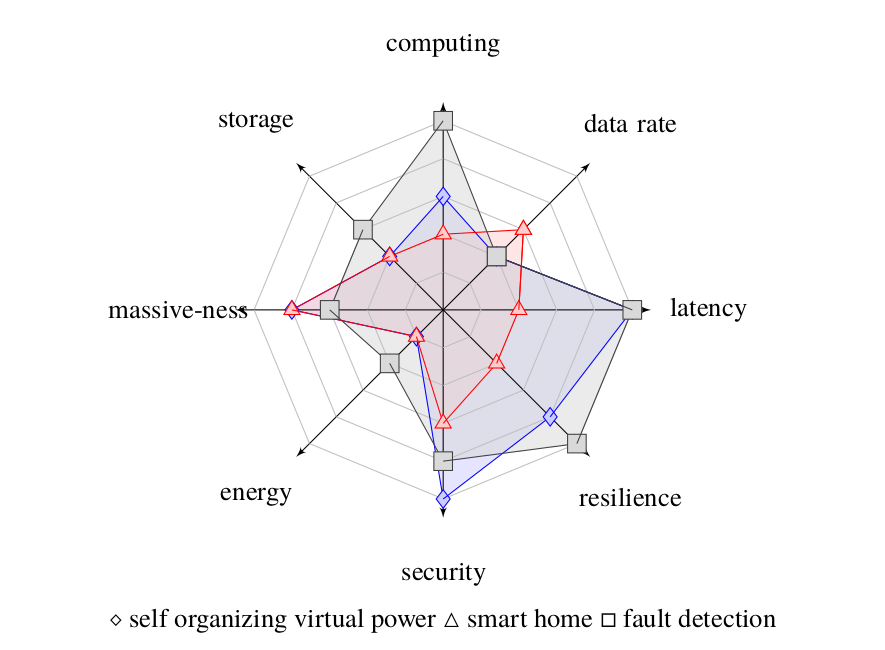 computing
storage
data rate
massive-ness
latency
energy
resilience
security
◇ self organizing virtual power △ smart home □ fault detection